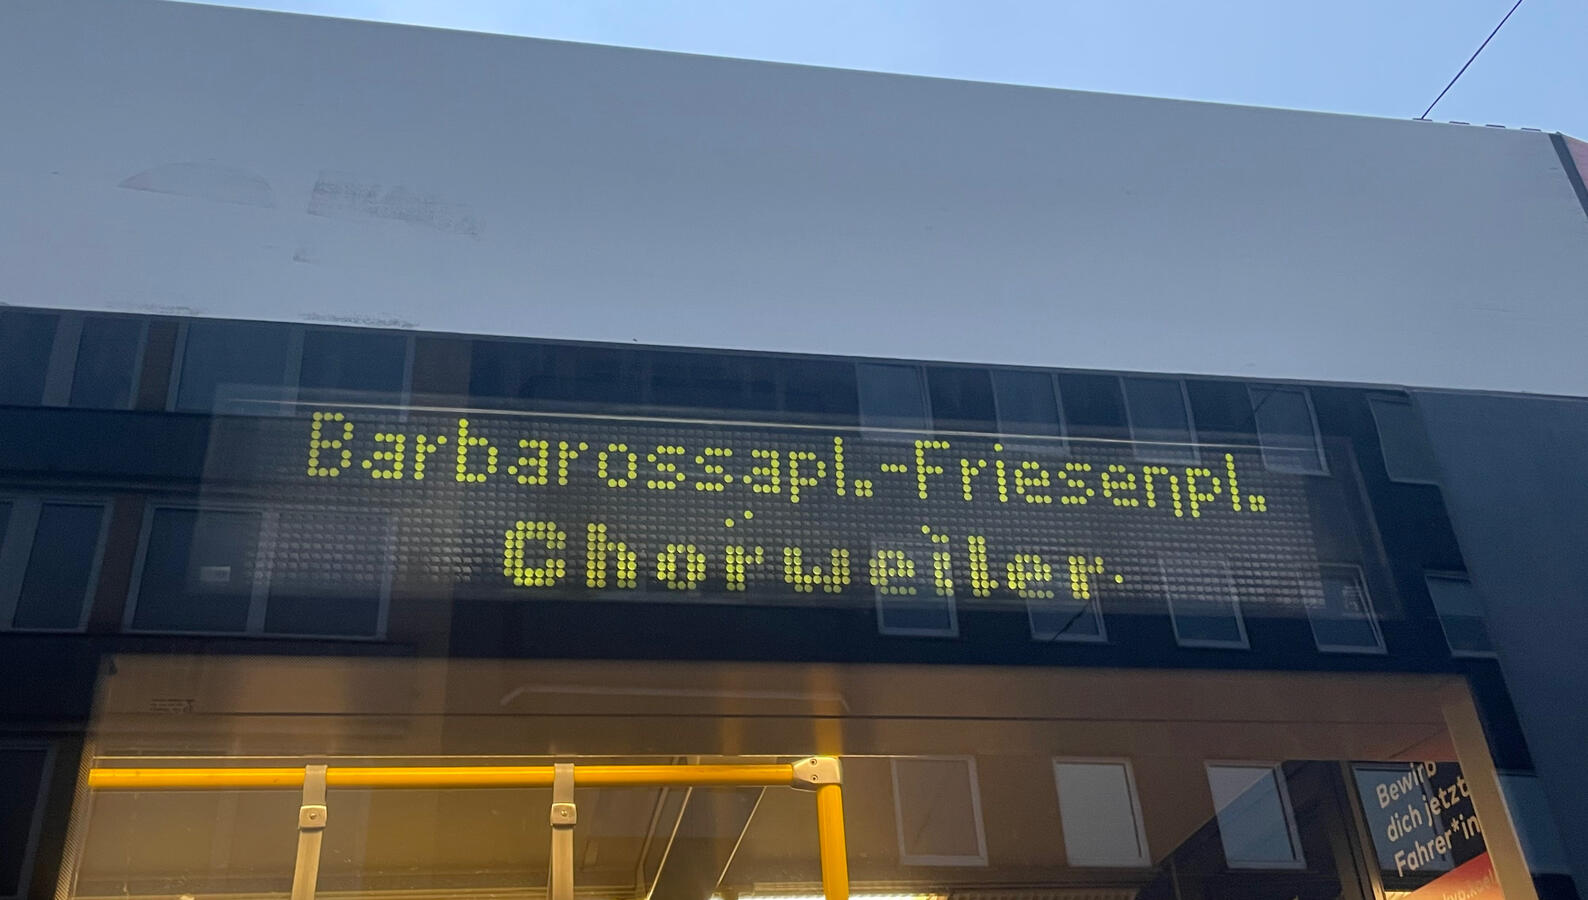 Barbarossapl.-Friesenpl.
Chorweiler
Bewirb
dich jetzt
Fahrer*in